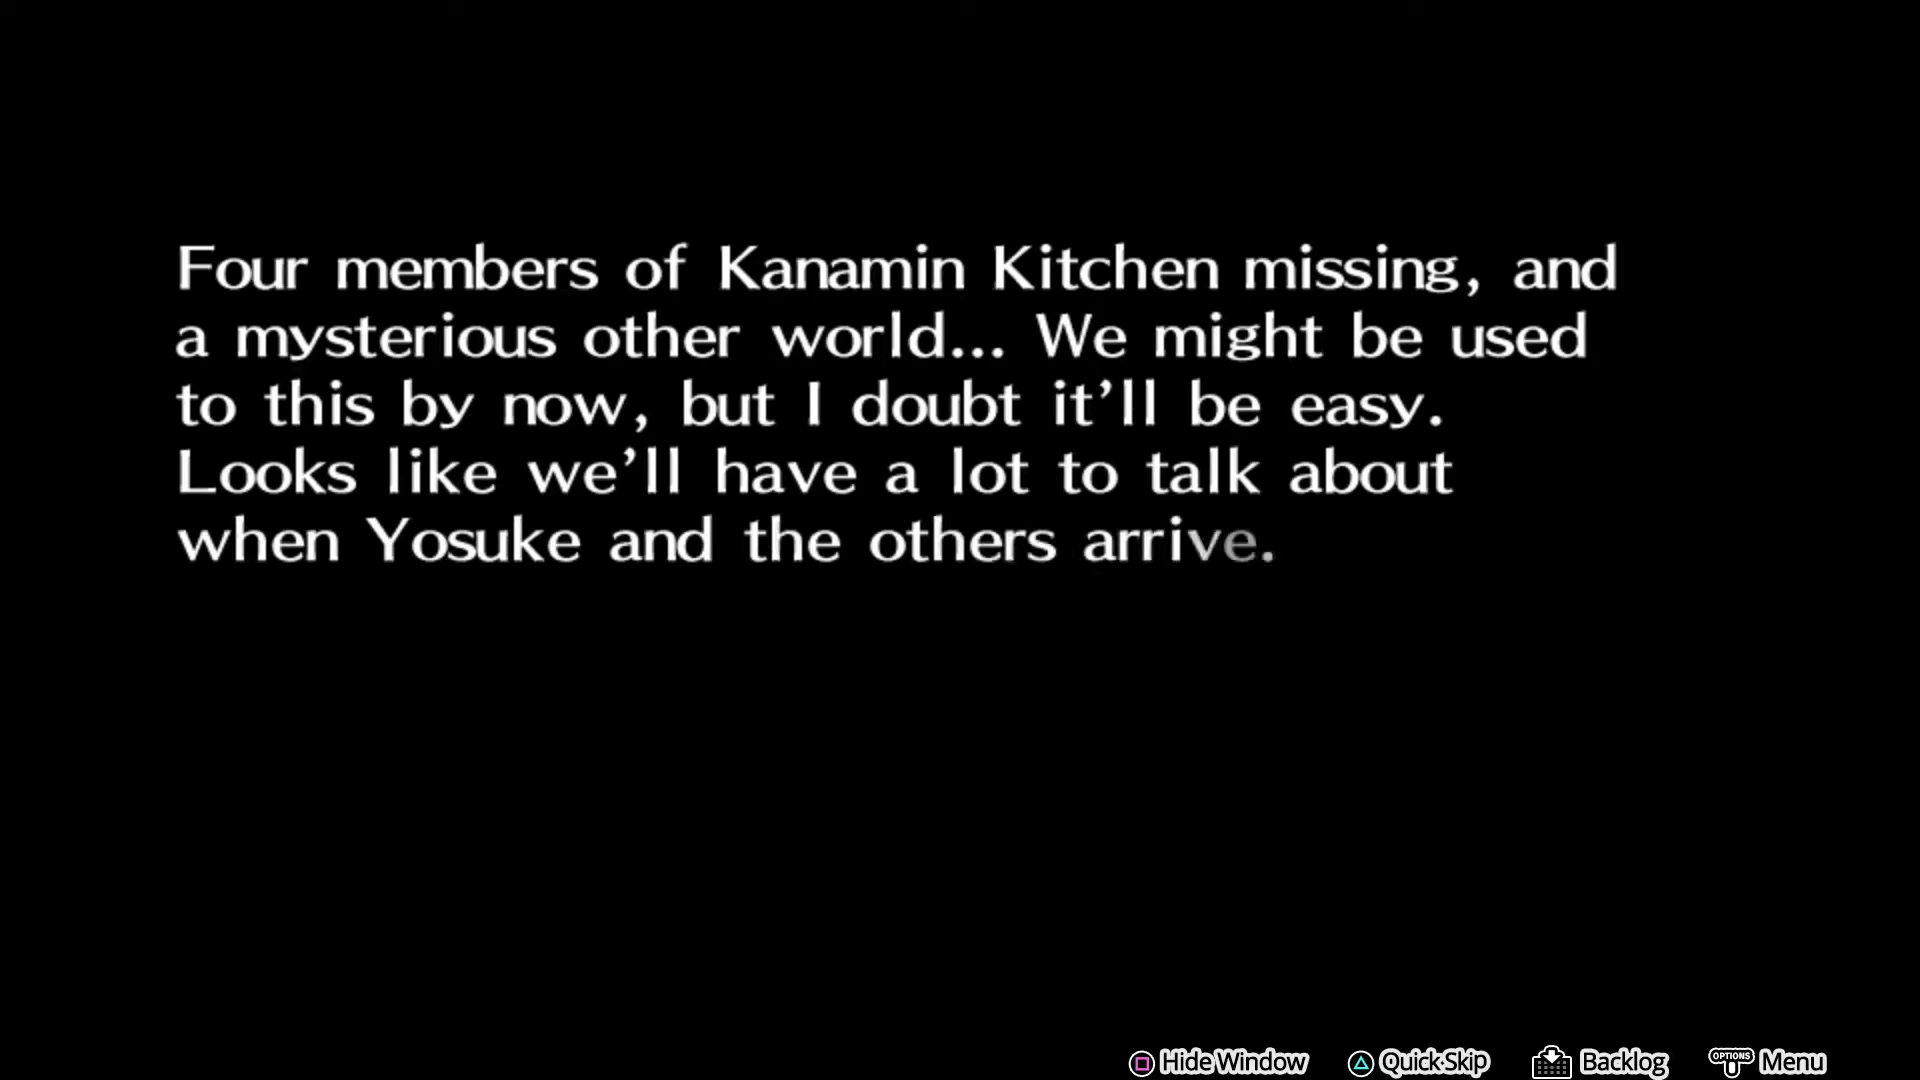 Four members of Kanamin Kitchen missing, and
a mysterious other world... We might be used
to this by now, but I doubt it’ll be easy.
Looks like we’ll have a lot to talk about
when Yosuke and the others arrive.
Hide Window Quick Skip Backlog OPTIONS Menu